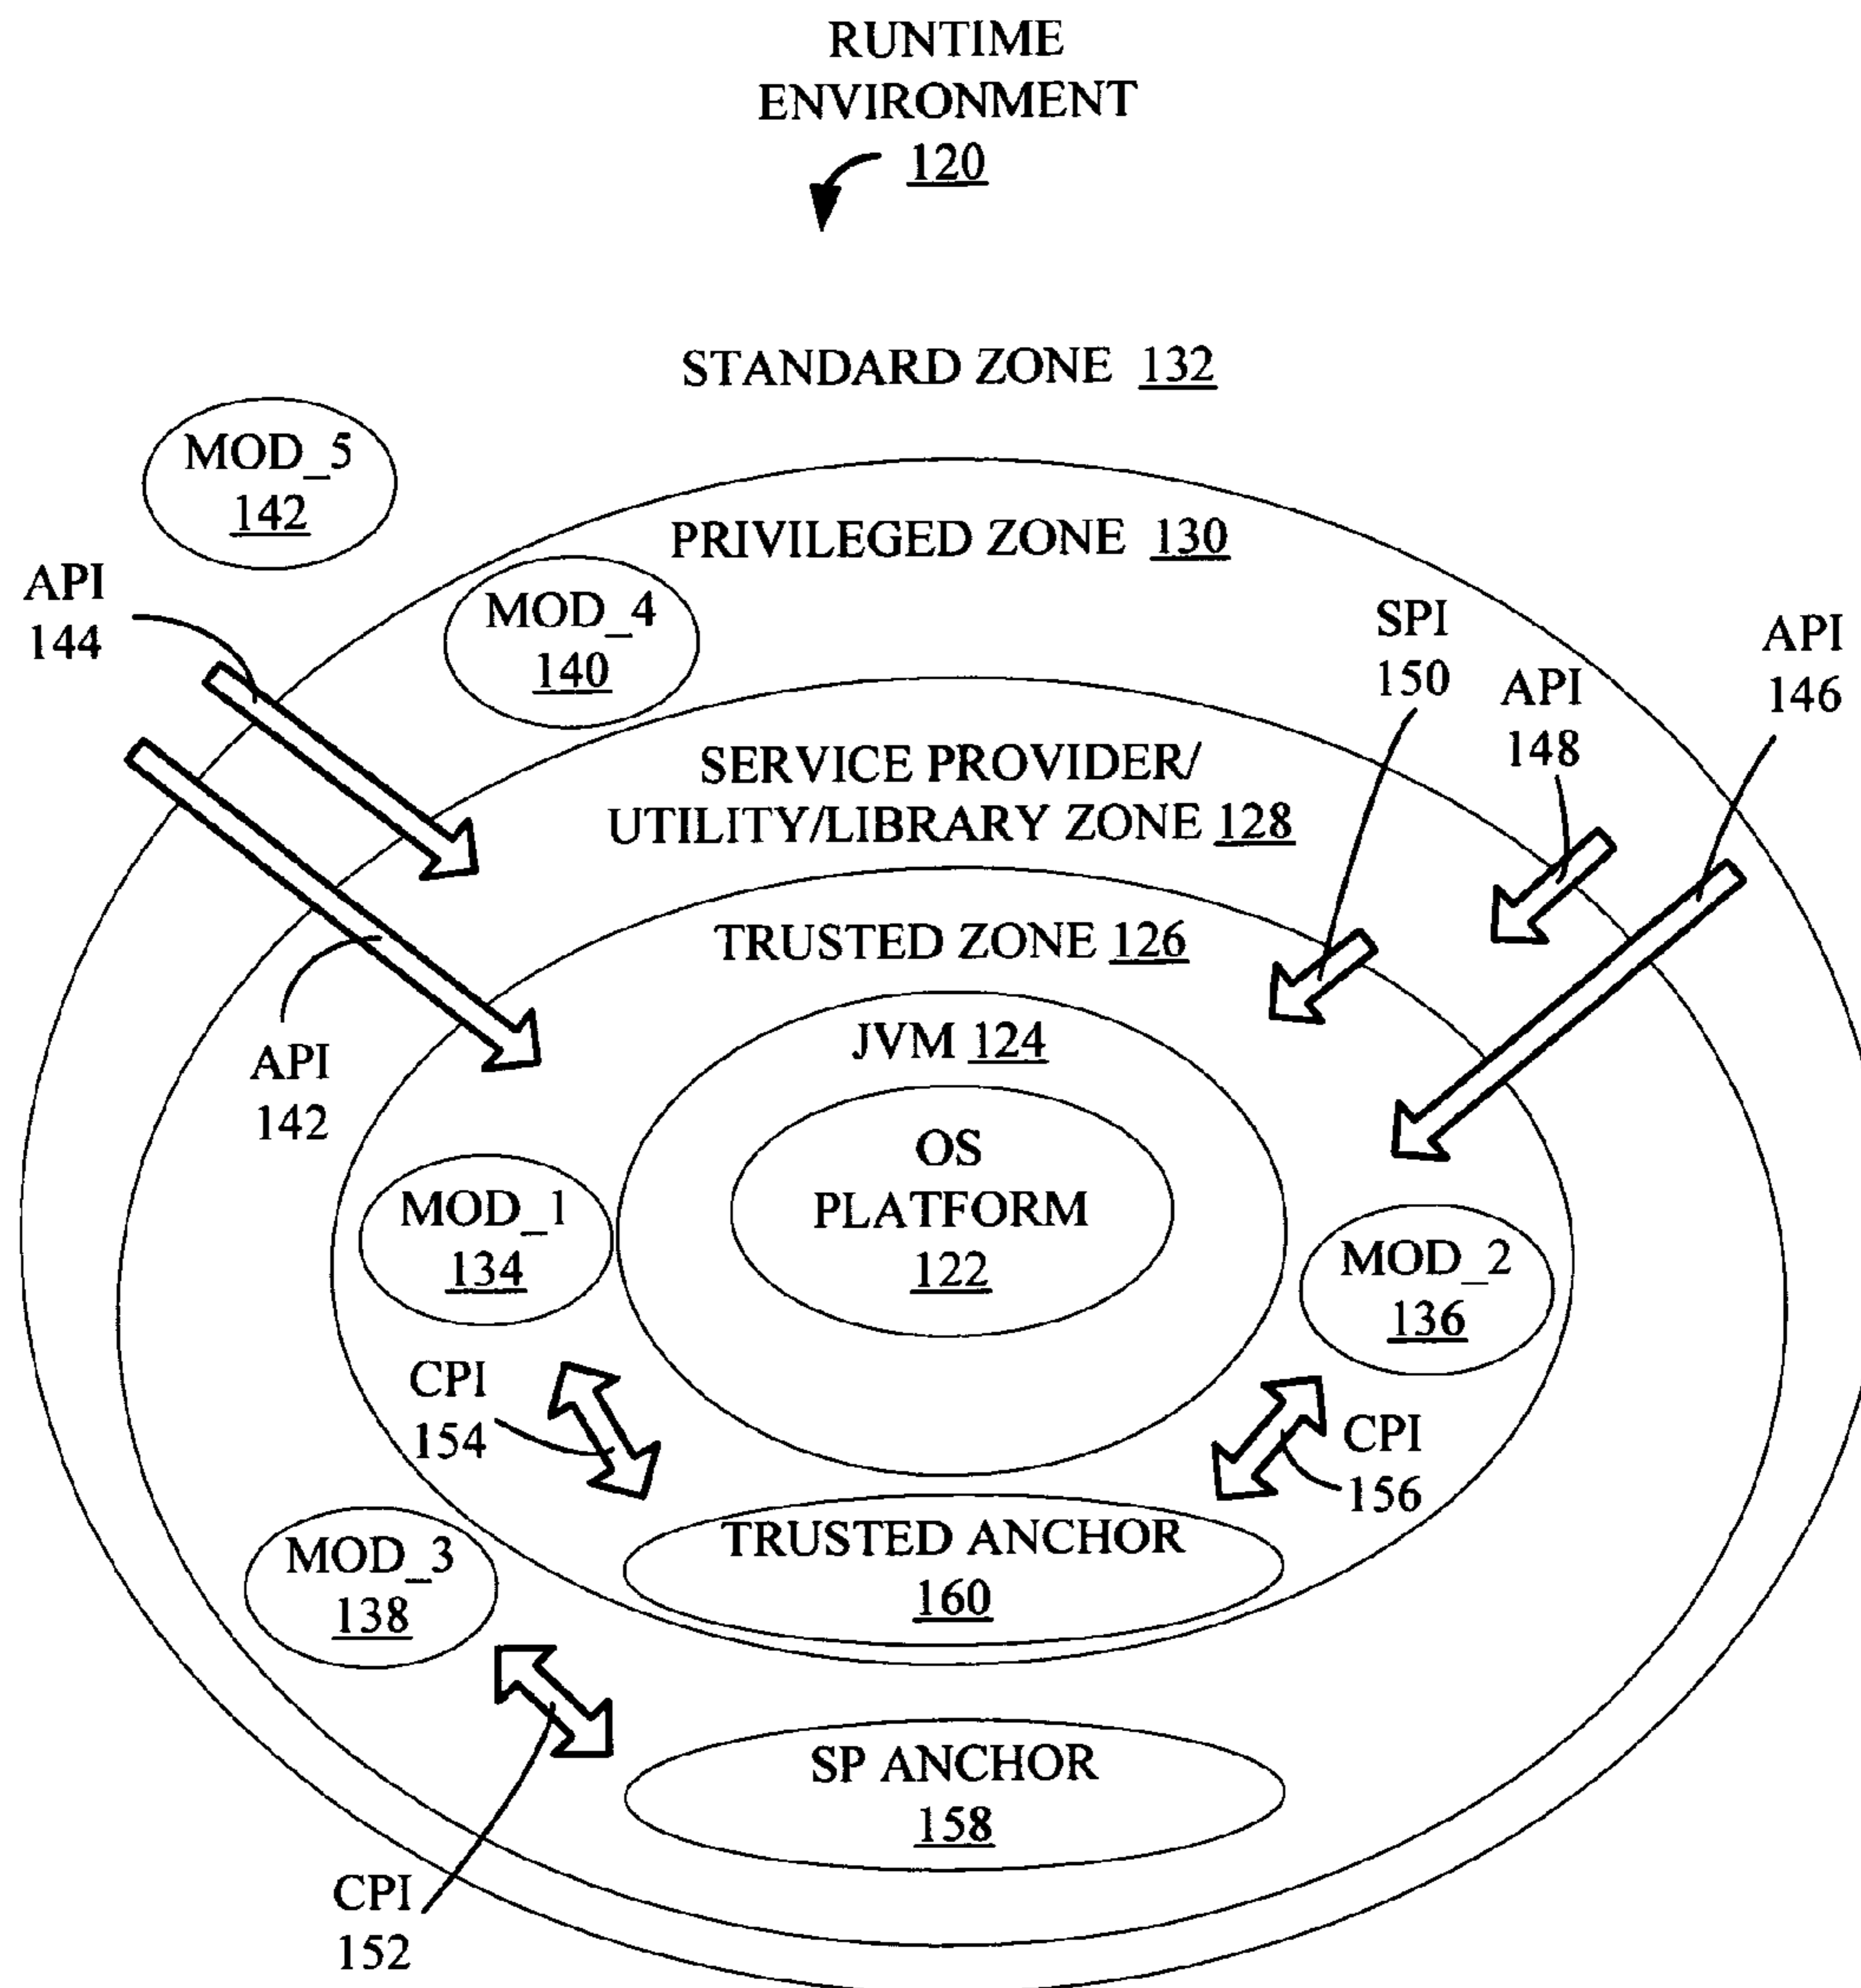 RUNTIME
ENVIRONMENT
120
STANDARD ZONE 132
MOD_5
142
PRIVILEGED ZONE 130
API
144
MOD_4
140
SPI
150
API
146
API
148
SERVICE PROVIDER/
UTILITY/LIBRARY ZONE 128
TRUSTED ZONE 126
JVM 124
API
142
OS
PLATFORM
122
MOD_1
134
MOD_2
136
CPI
154
CPI
156
TRUSTED ANCHOR
160
MOD_3
138
SP ANCHOR
158
CPI
152